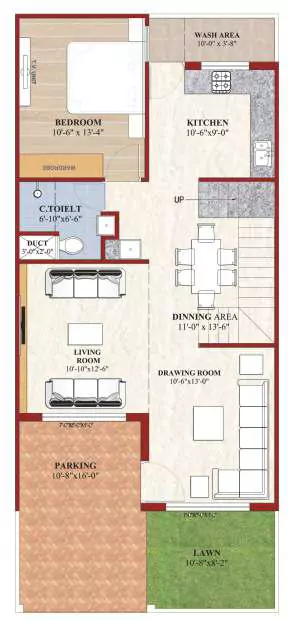 WASH AREA
10'-0" x 3'-8"
T.V. UNIT
BEDROOM
10'-6" x 13'-4"
KITCHEN
10'-6"x9'-0"
WARDROBE
C.TOIELT
6'-10"x6'-6"
UP
DUCT
3'-0"x2'-0"
DINNING AREA
11'-0" x 13'-6"
LIVING
ROOM
10'-10"x12'-6"
DRAWING ROOM
10'-6"x13'-0"
PARKING
10'-8"x16'-0"
LAWN
10'-8"x8'-2"